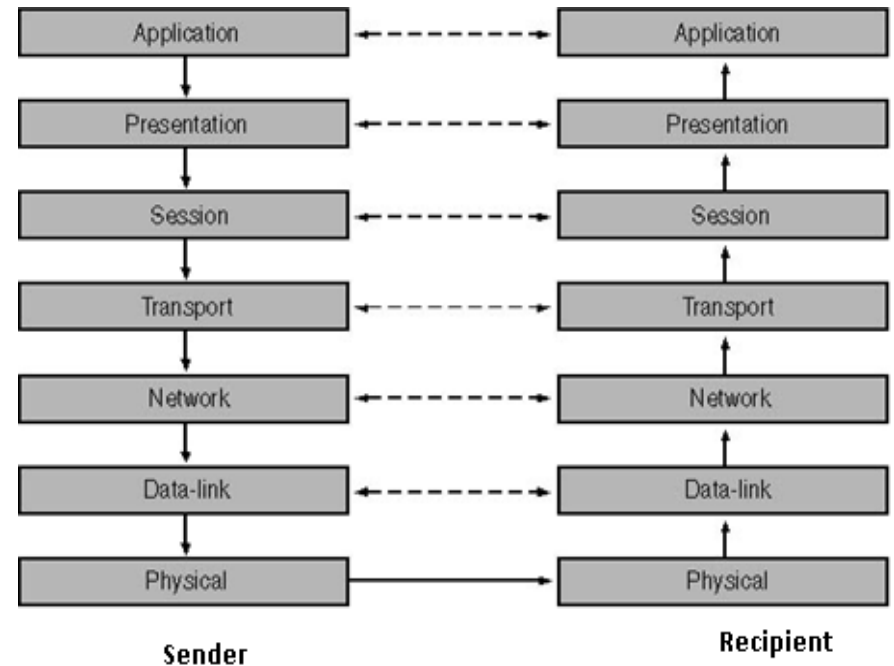 Application Application
Presentation Presentation
Session Session
Transport Transport
Network Network
Data-link Data-link
Physical Physical
Sender Recipient